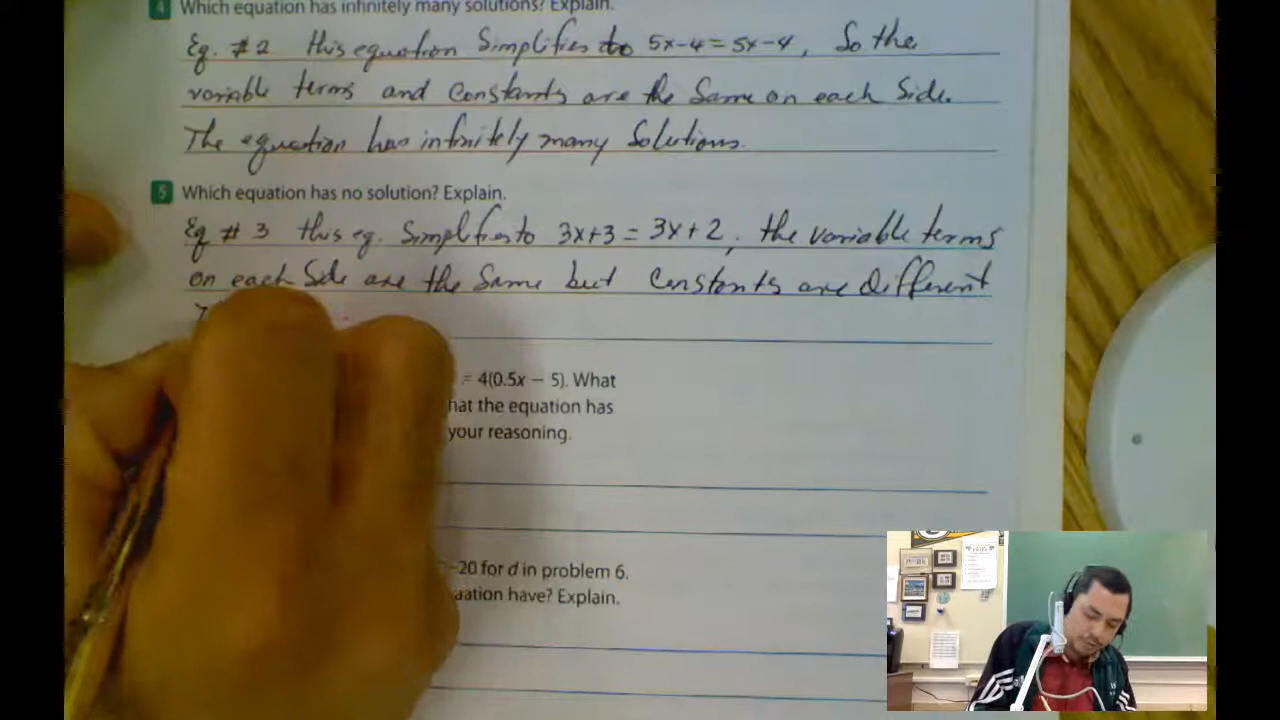 4 Which equation has infinitely many solutions? Explain.
Eq. #2 this equation Simplifies to 5x-4=5x-4, So the
variable terms and Constants are the Same on each Side.
The equation has infinitely many Solutions.
5 Which equation has no solution? Explain.
Eq # 3 this eq. Simplifies to 3x+3 = 3x+2, the variable terms
on each Side are the Same but Constants are different
= 4(0.5x − 5). What
hat the equation has
your reasoning.
-20 for d in problem 6.
uation have? Explain.